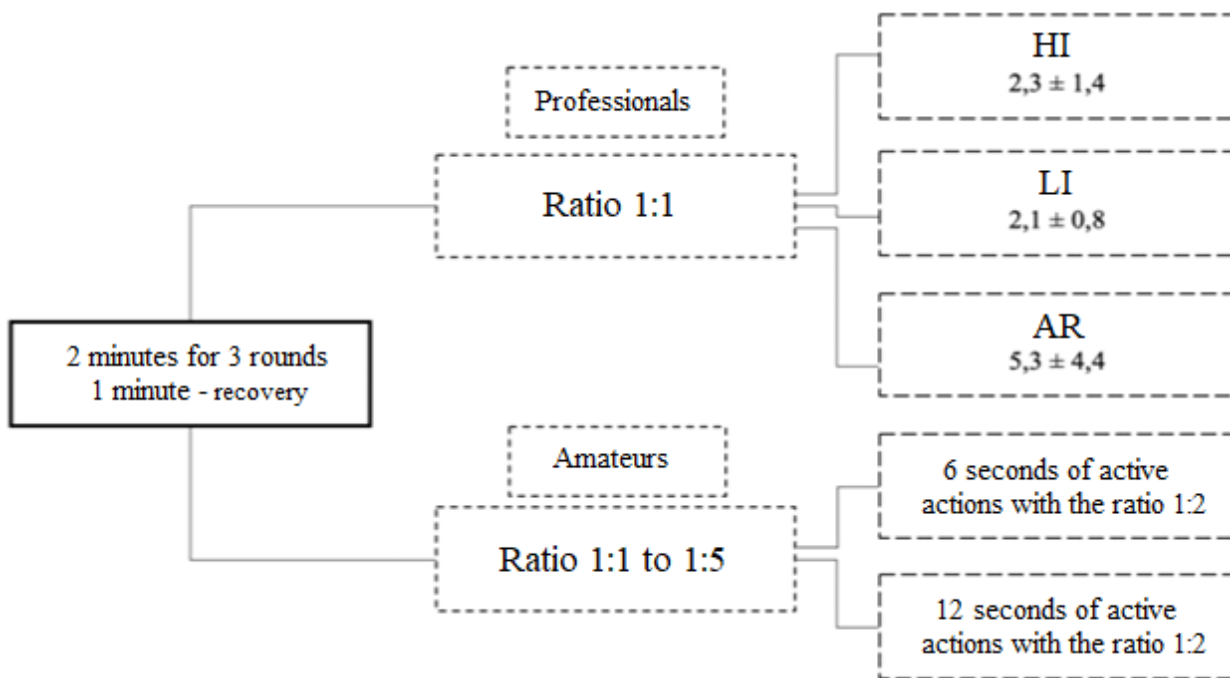 2 minutes for 3 rounds
1 minute - recovery
Professionals
Ratio 1:1
HI
2,3 ± 1,4
LI
2,1 ± 0,8
AR
5,3 ± 4,4
Amateurs
Ratio 1:1 to 1:5
6 seconds of active
actions with the ratio 1:2
12 seconds of active
actions with the ratio 1:2